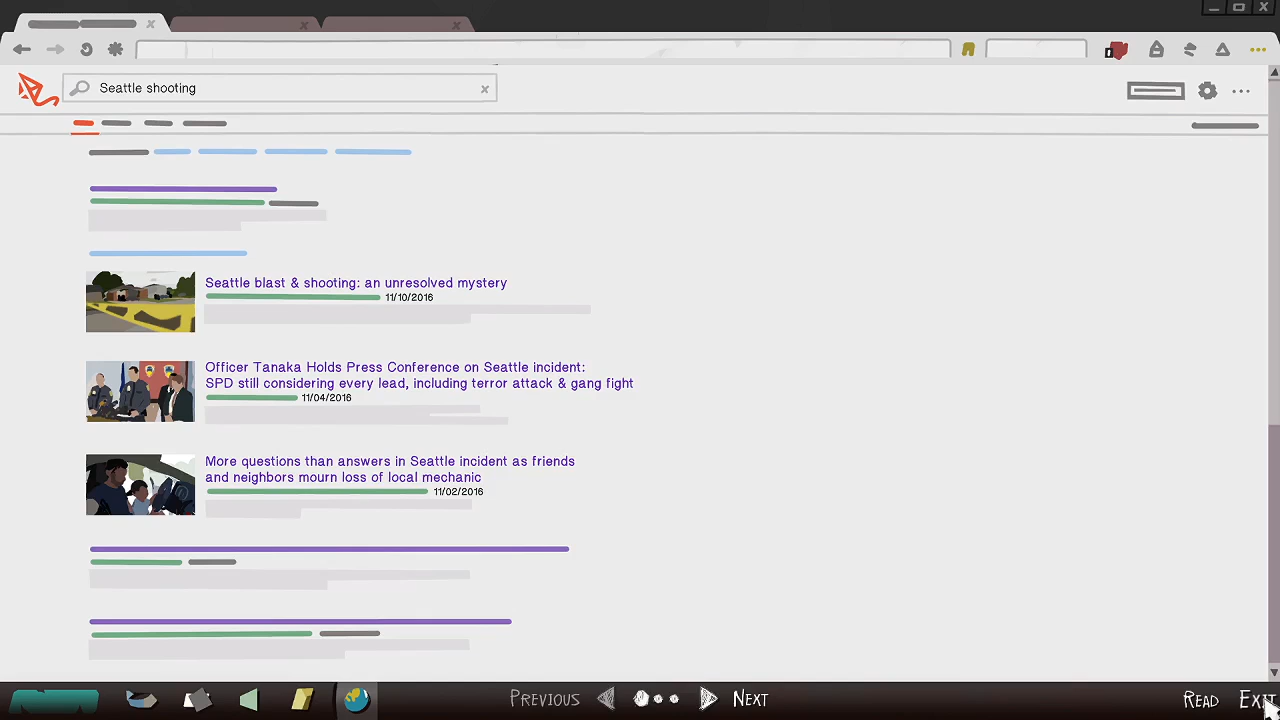 Seattle shooting
Seattle blast & shooting: an unresolved mystery
11/10/2016
Officer Tanaka Holds Press Conference on Seattle incident:
SPD still considering every lead, including terror attack & gang fight
11/04/2016
More questions than answers in Seattle incident as friends
and neighbors mourn loss of local mechanic
11/02/2016
PREVIOUS NEXT READ EXIT